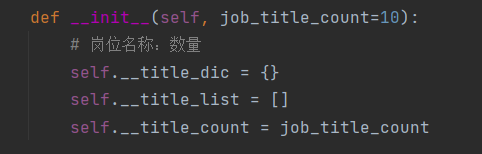 def __init__(self, job_title_count=10):
# 岗位名称：数量
self.__title_dic = {}
self.__title_list = []
self.__title_count = job_title_count